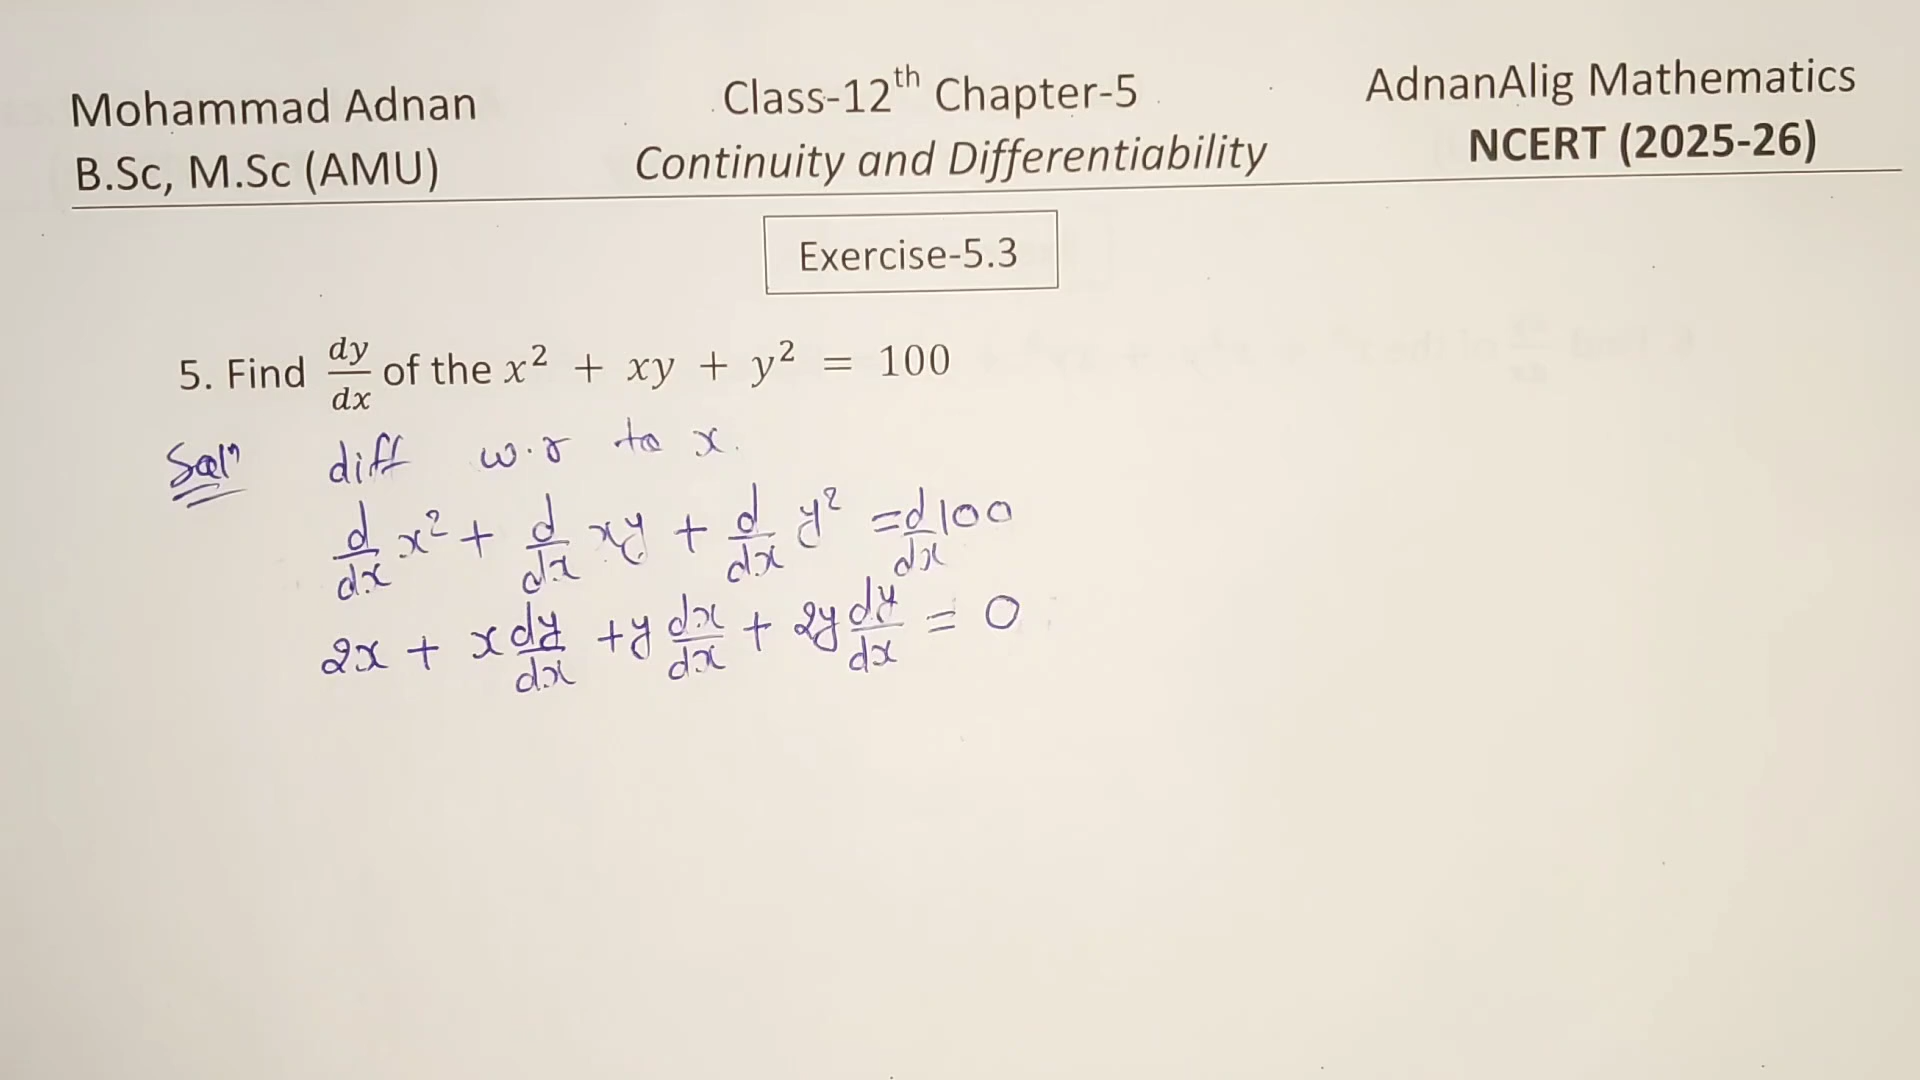 Mohammad Adnan
B.Sc, M.Sc (AMU)
Class-12th Chapter-5
Continuity and Differentiability
AdnanAlig Mathematics
NCERT (2025-26)
Exercise-5.3
5. Find dy/dx of the x² + xy + y² = 100
Solⁿ diff w.r to x.
d/dx x² + d/dx xy + d/dx y² = d/dx 100
2x + x dy/dx + y dx/dx + 2y dy/dx = 0